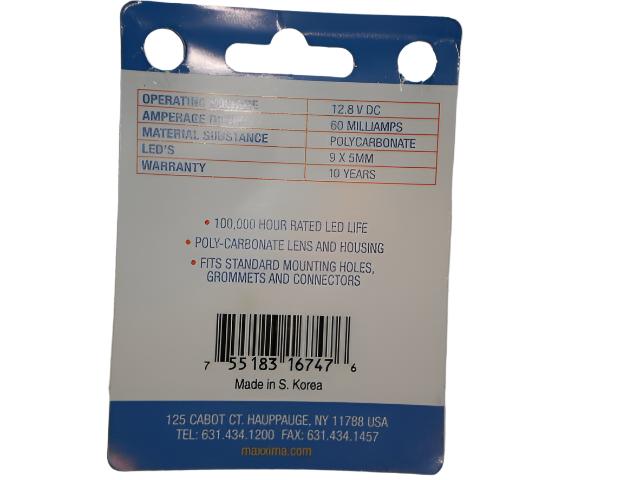 OPERATING VOLTAGE 12.8 V DC
AMPERAGE 60 MILLIAMPS
MATERIAL SUBSTANCE POLYCARBONATE
LED'S 9 X 5MM
WARRANTY 10 YEARS
• 100,000 HOUR RATED LED LIFE
• POLY-CARBONATE LENS AND HOUSING
• FITS STANDARD MOUNTING HOLES,
GROMMETS AND CONNECTORS
7 55183 16747 6
Made in S. Korea
125 CABOT CT. HAUPPAUGE, NY 11788 USA
TEL: 631.434.1200 FAX: 631.434.1457
maxxima.com